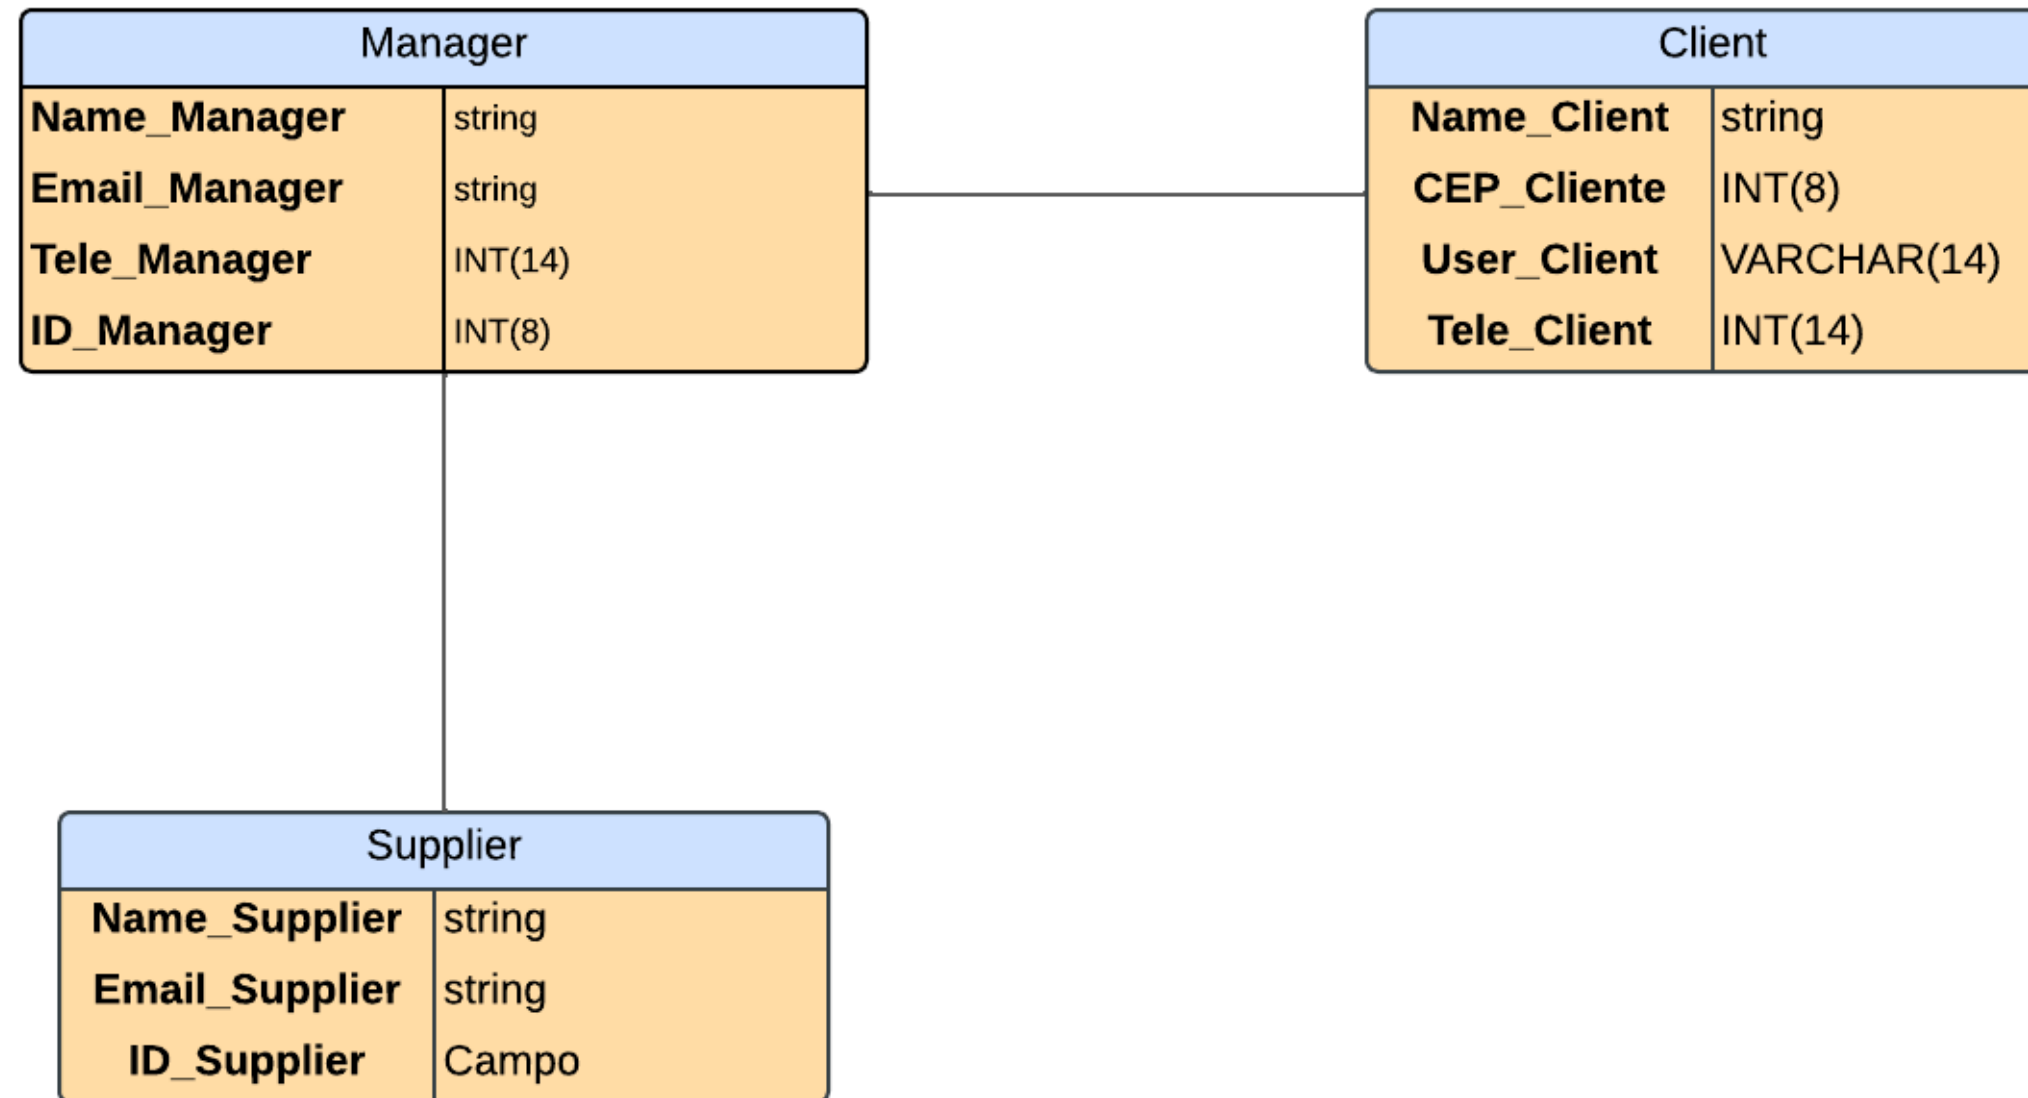 Manager
Name_Manager string
Email_Manager string
Tele_Manager INT(14)
ID_Manager INT(8)
Client
Name_Client string
CEP_Cliente INT(8)
User_Client VARCHAR(14)
Tele_Client INT(14)
Supplier
Name_Supplier string
Email_Supplier string
ID_Supplier Campo